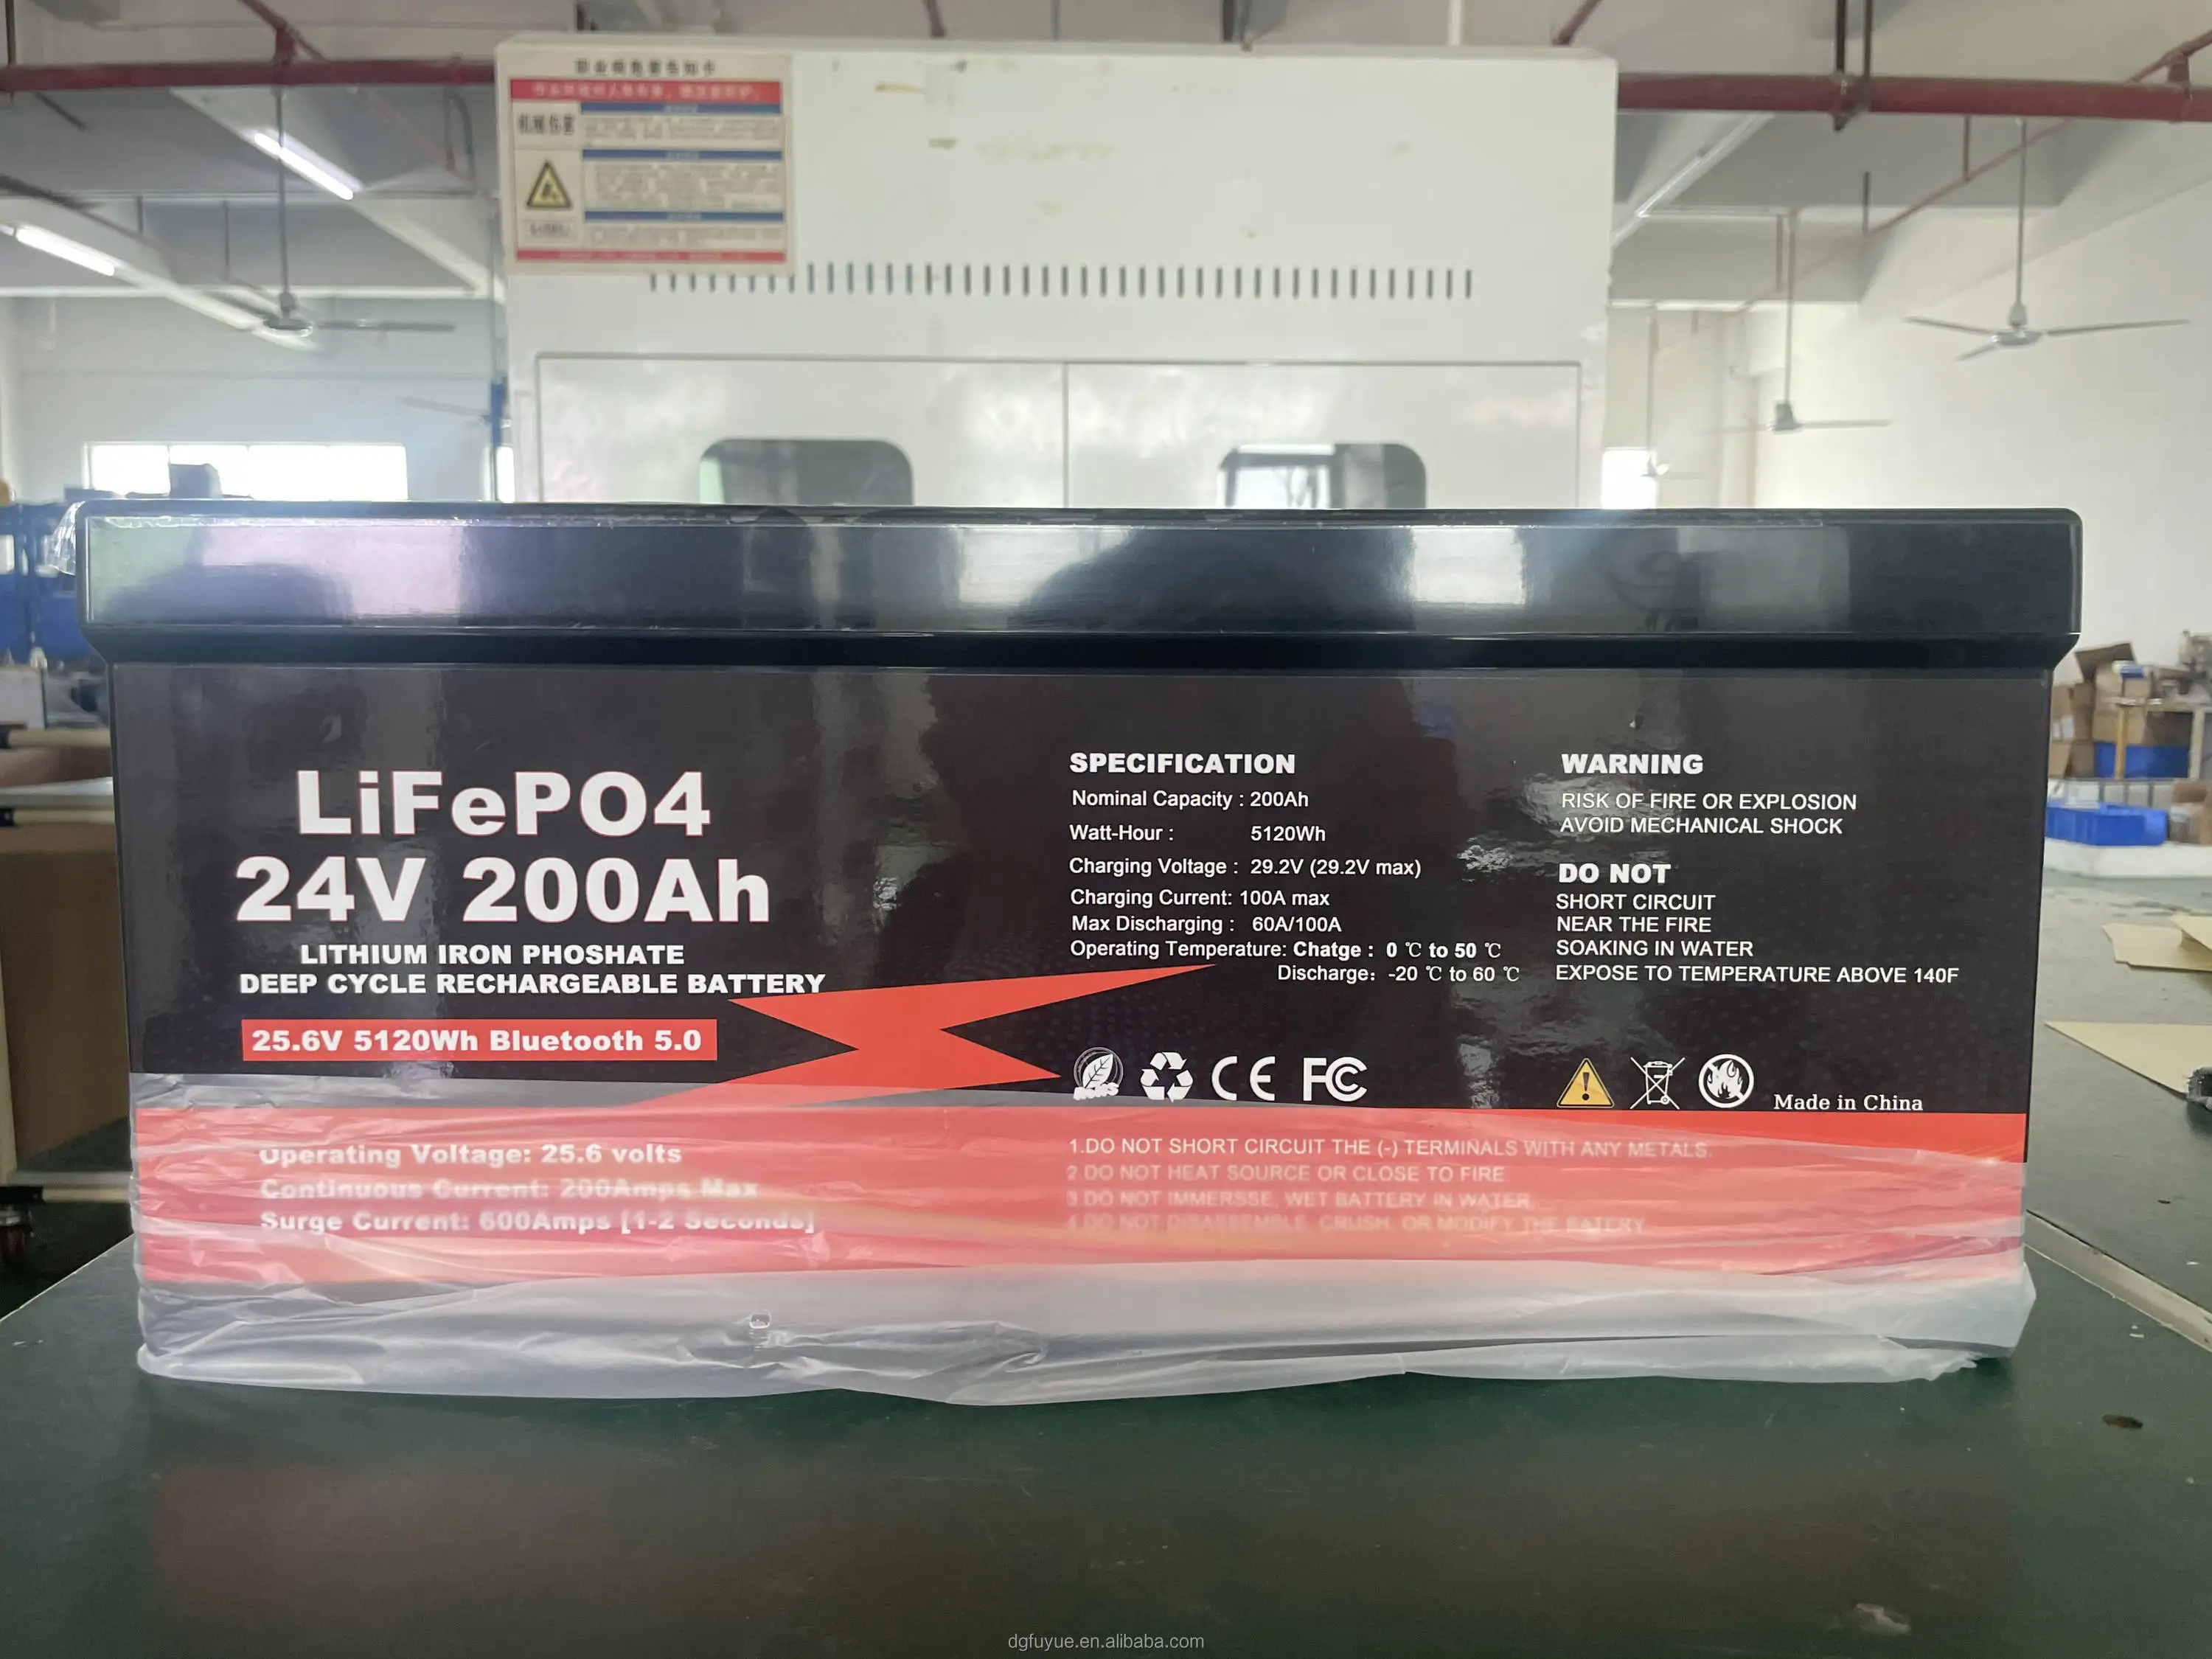 机械伤害
LiFePO4
24V 200Ah
LITHIUM IRON PHOSHATE
DEEP CYCLE RECHARGEABLE BATTERY
25.6V 5120Wh Bluetooth 5.0
Operating Voltage: 25.6 volts
Continuous Current: 200Amps Max
Surge Current: 600Amps [1-2 Seconds]
SPECIFICATION
Nominal Capacity : 200Ah
Watt-Hour : 5120Wh
Charging Voltage : 29.2V (29.2V max)
Charging Current: 100A max
Max Discharging : 60A/100A
Operating Temperature: Chatge : 0 ℃ to 50 ℃
Discharge: -20 ℃ to 60 ℃
RoHS
CE FC
WARNING
RISK OF FIRE OR EXPLOSION
AVOID MECHANICAL SHOCK
DO NOT
SHORT CIRCUIT
NEAR THE FIRE
SOAKING IN WATER
EXPOSE TO TEMPERATURE ABOVE 140F
Made in China
1.DO NOT SHORT CIRCUIT THE (-) TERMINALS WITH ANY METALS.
2 DO NOT HEAT SOURCE OR CLOSE TO FIRE
3 DO NOT IMMERSSE, WET BATTERY IN WATER
4 DO NOT DISASSEMBLE, CRUSH, OR MODIFY THE BATERY
dgfuyue.en.alibaba.com